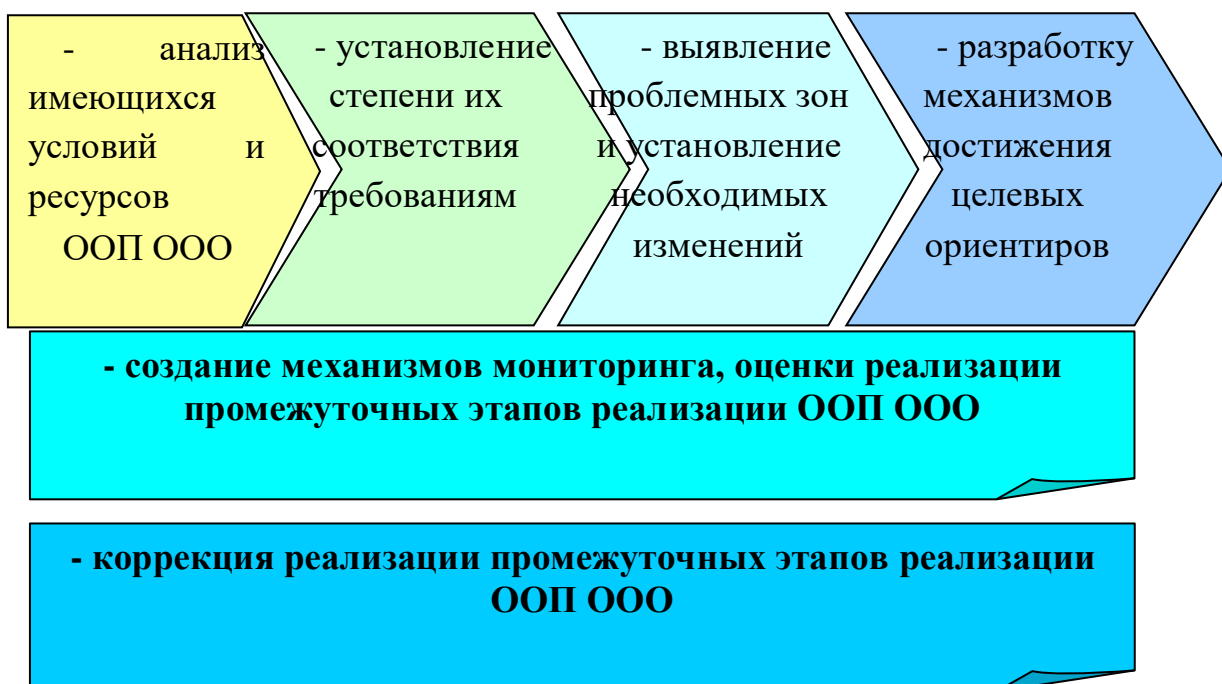 - анализ
имеющихся
условий и
ресурсов
ООП ООО
- установление
степени их
соответствия
требованиям
- выявление
проблемных зон
и установление
необходимых
изменений
- разработку
механизмов
достижения
целевых
ориентиров
- создание механизмов мониторинга, оценки реализации
промежуточных этапов реализации ООП ООО
- коррекция реализации промежуточных этапов реализации
ООП ООО